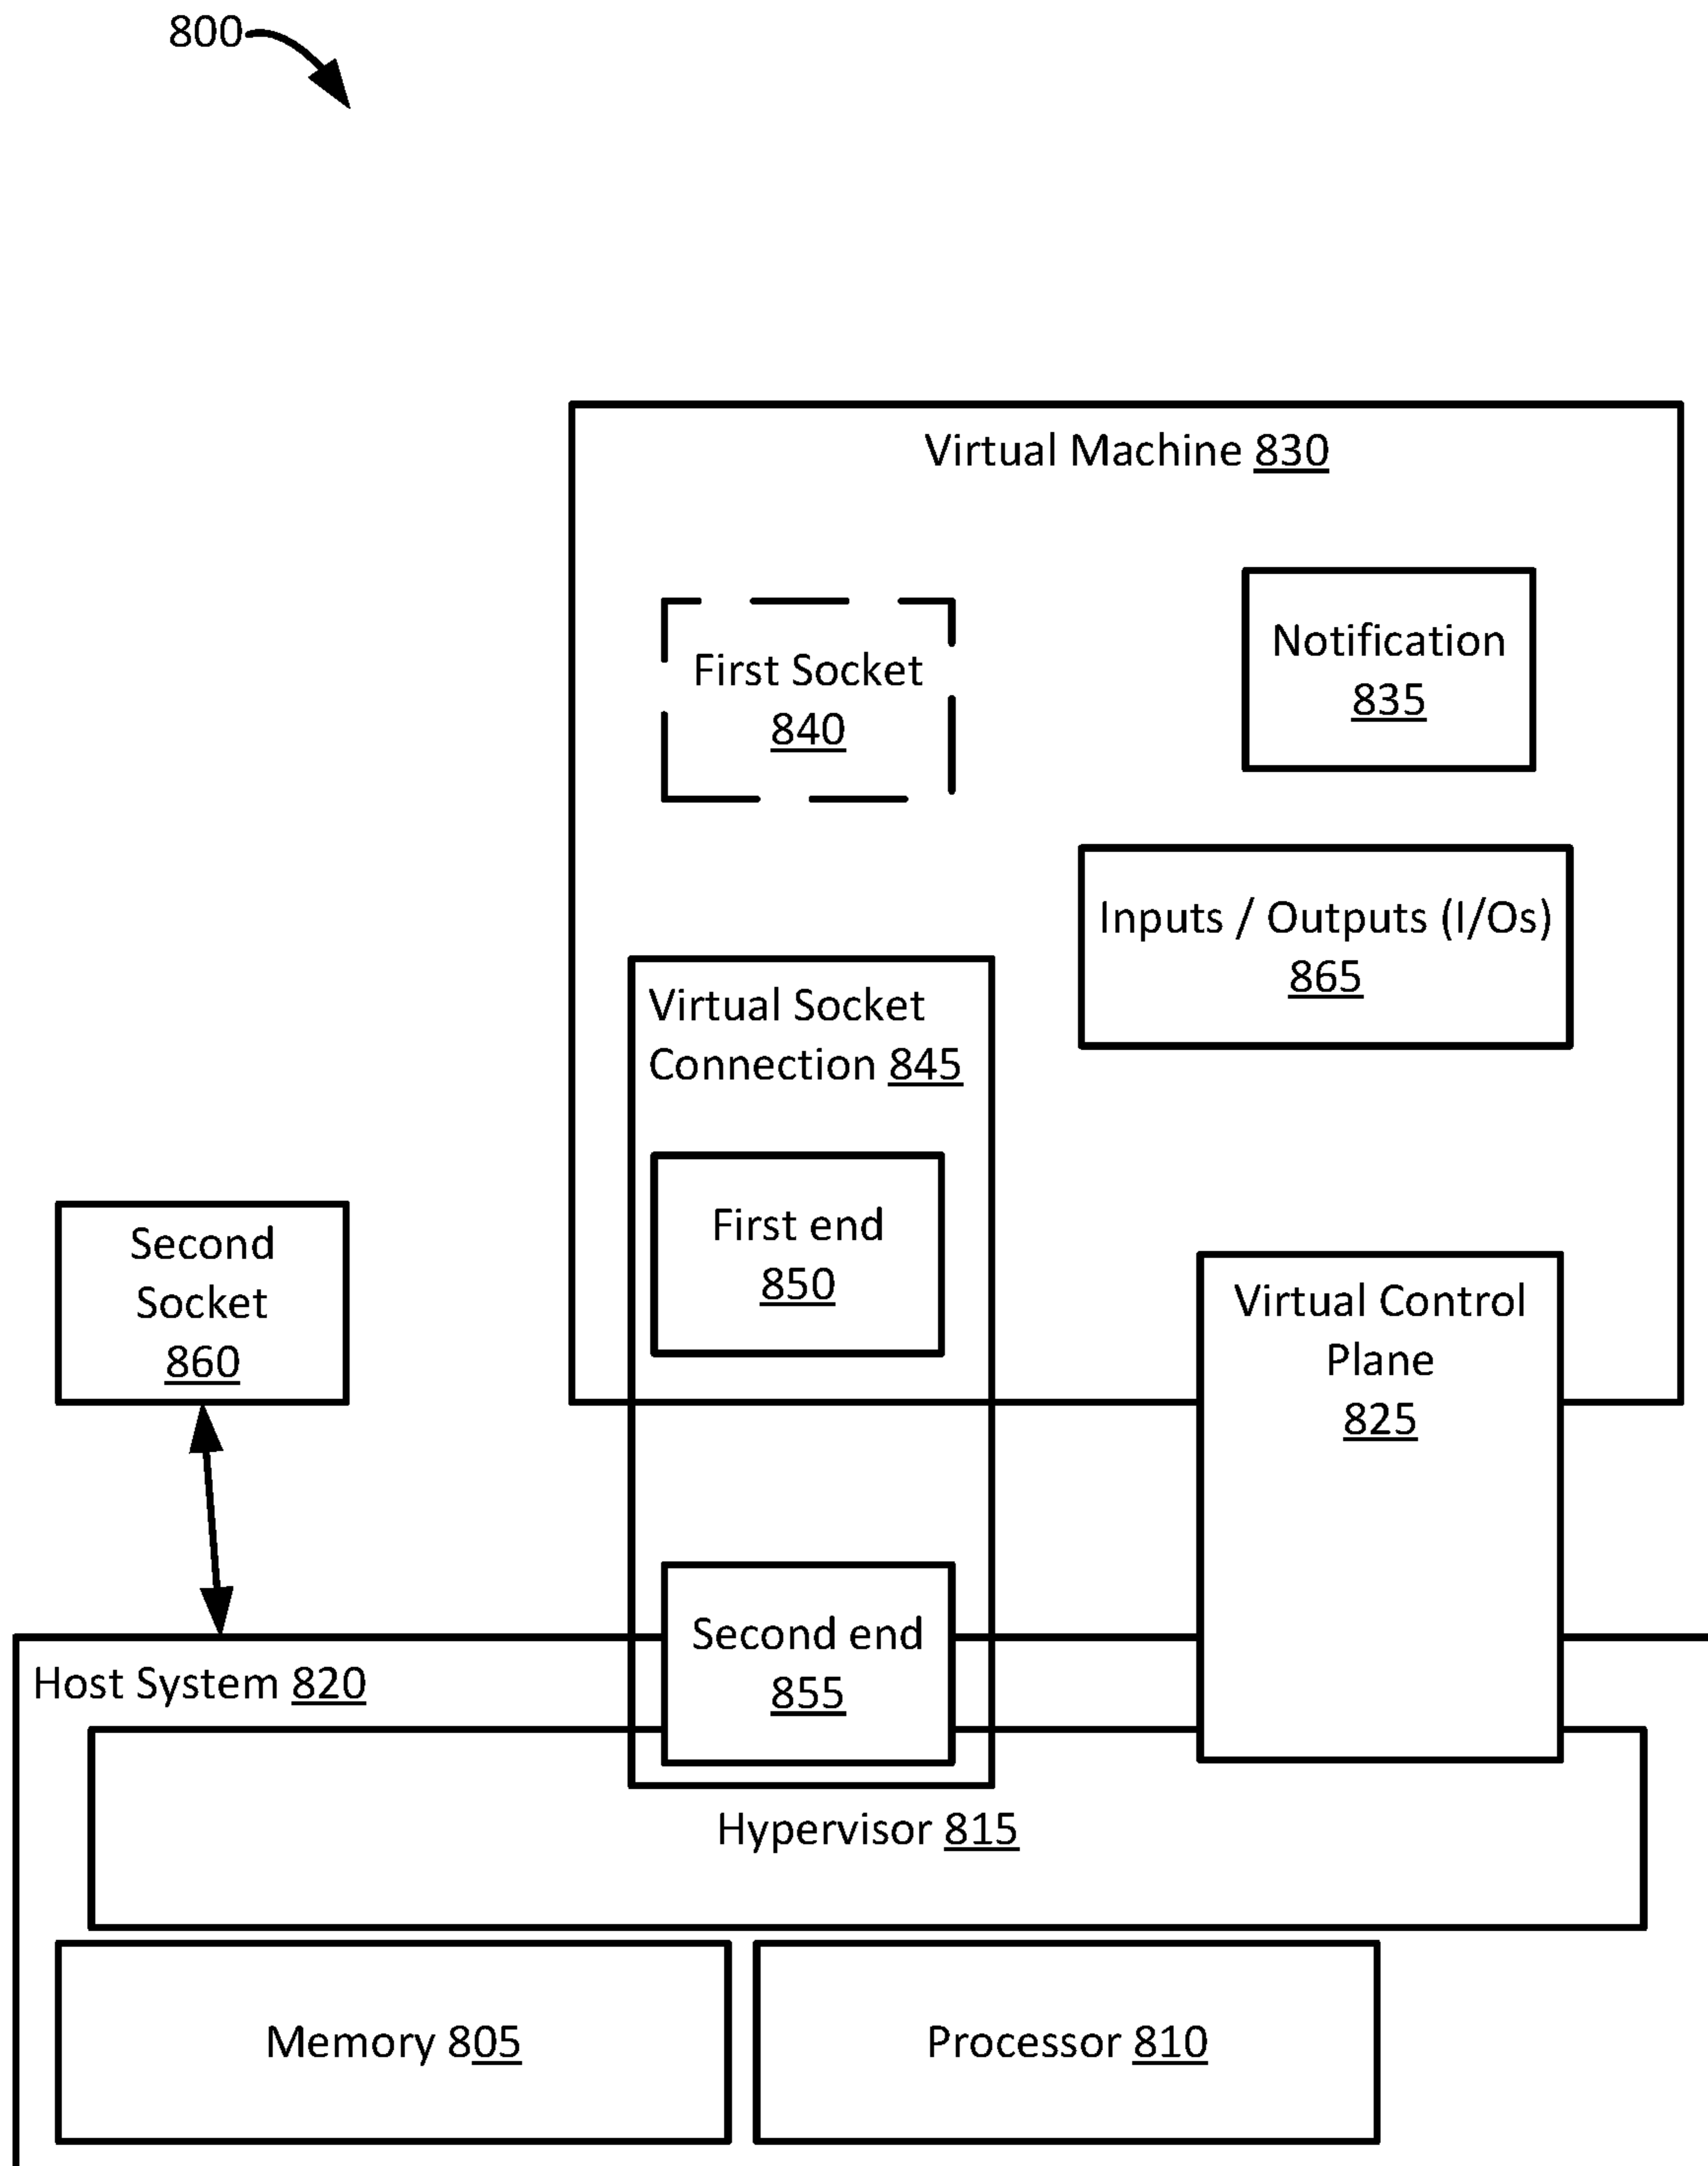 800
Virtual Machine 830
Notification
835
First Socket
840
Inputs / Outputs (I/Os)
865
Virtual Socket
Connection 845
First end
850
Second
Socket
860
Virtual Control
Plane
825
Second end
855
Host System 820
Hypervisor 815
Memory 805
Processor 810